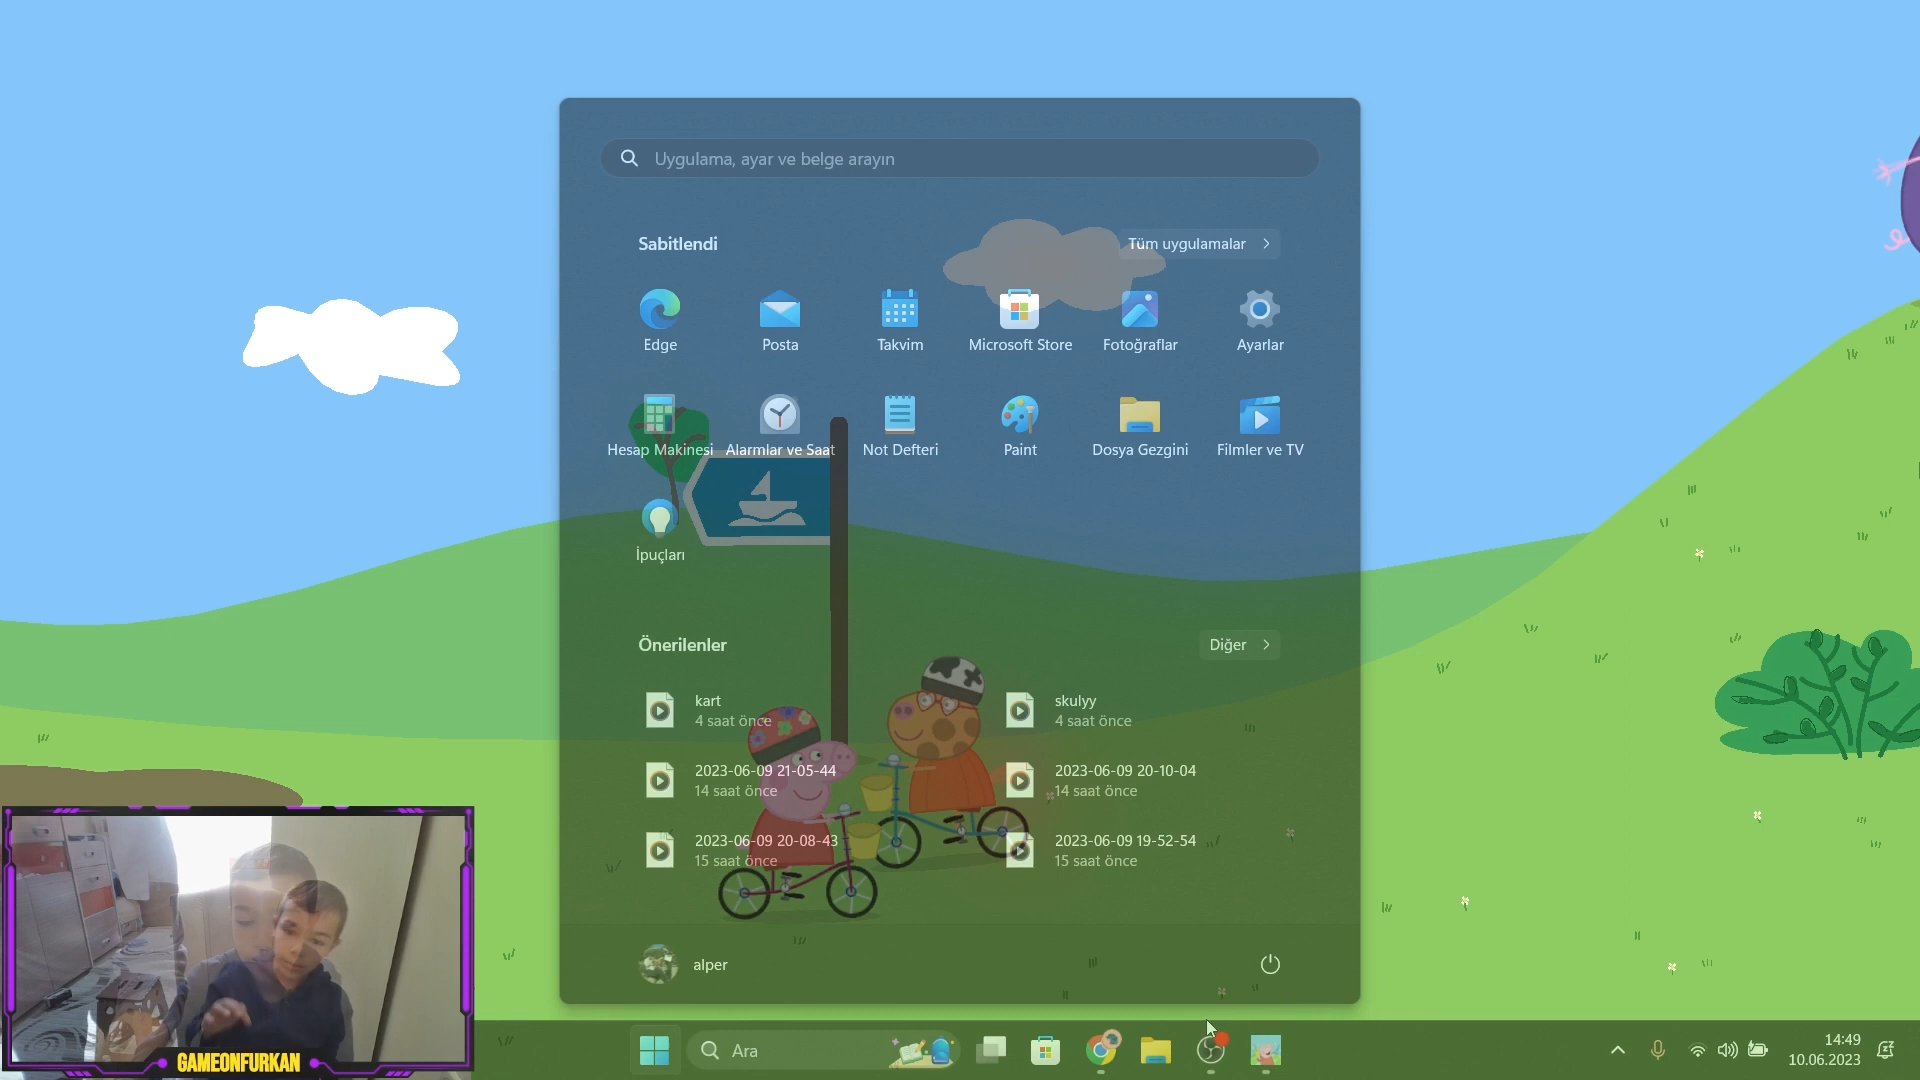 Uygulama, ayar ve belge arayın
Sabitlendi
Tüm uygulamalar
Edge
Posta
Takvim
Microsoft Store
Fotoğraflar
Ayarlar
Hesap Makinesi
Alarmlar ve Saat
Not Defteri
Paint
Dosya Gezgini
Filmler ve TV
İpuçları
Önerilenler
Diğer
kart
4 saat önce
skulyy
4 saat önce
2023-06-09 21-05-44
14 saat önce
2023-06-09 20-10-04
14 saat önce
2023-06-09 20-08-43
15 saat önce
2023-06-09 19-52-54
15 saat önce
alper
GAMEONFURKAN
Ara
14:49
10.06.2023